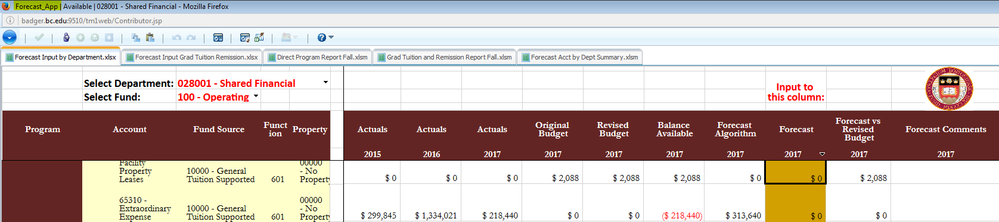 Forecast_App | Available | 028001 - Shared Financial - Mozilla Firefox
badger.bc.edu:9510/tm1web/Contributor.jsp
Forecast Input by Department.xlsx
Forecast Input Grad Tuition Remission.xlsx
Direct Program Report Fall.xlsm
Grad Tuition and Remission Report Fall.xlsm
Forecast Acct by Dept Summary.xlsm
Select Department: 028001 - Shared Financial
Select Fund: 100 - Operating
Input to
this column:
Program
Account
Fund Source
Funct
ion
Property
Actuals
2015
Actuals
2016
Actuals
2017
Original
Budget
2017
Revised
Budget
2017
Balance
Available
2017
Forecast
Algorithm
2017
Forecast
2017
Forecast vs
Revised
Budget
2017
Forecast Comments
2017
Facility
Property
Leases
10000 - General
Tuition Supported
601
00000
- No
Property
$ 0 $ 0 $ 0 $ 2,088 $ 2,088 $ 2,088 $ 0 $ 0 $ 2,088
65310 -
Extraordinary
Expense
10000 - General
Tuition Supported
601
00000
- No
Property
$ 299,845 $ 1,334,021 $ 218,440 $ 0 $ 0 ($ 218,440) $ 313,640 $ 0 $ 0